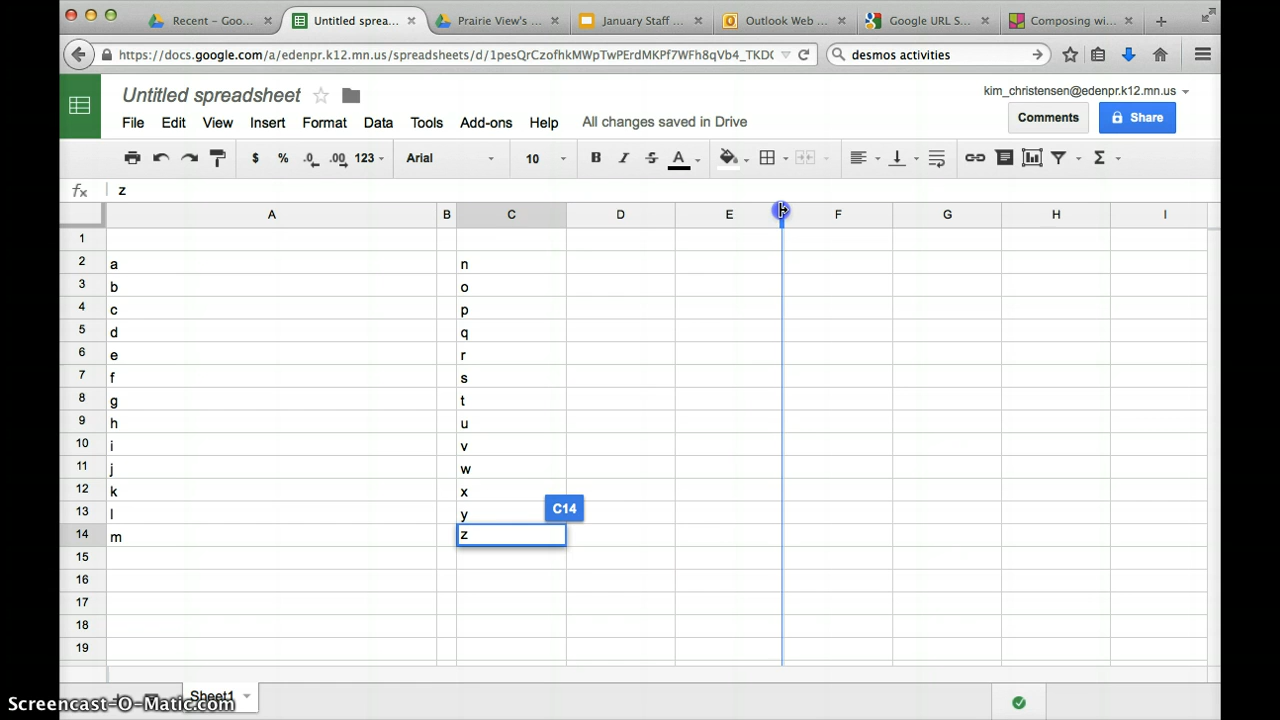 Recent – Goo...
Untitled sprea...
Prairie View's ...
January Staff ...
Outlook Web ...
Google URL S...
Composing wi...
https://docs.google.com/a/edenpr.k12.mn.us/spreadsheets/d/1pesQrCzofhkMWpTwPErdMKPf7WFh8qVb4_TKD
desmos activities
Untitled spreadsheet
kim_christensen@edenpr.k12.mn.us
File Edit View Insert Format Data Tools Add-ons Help All changes saved in Drive
Comments
Share
$ % .0 .00 123 Arial 10 B I S A Σ
fx z
A B C D E F G H I
1
2 a n
3 b o
4 c p
5 d q
6 e r
7 f s
8 g t
9 h u
10 i v
11 j w
12 k x
13 l y
C14
14 m z
15
16
17
18
19
Sheet1
Screencast-O-Matic.com